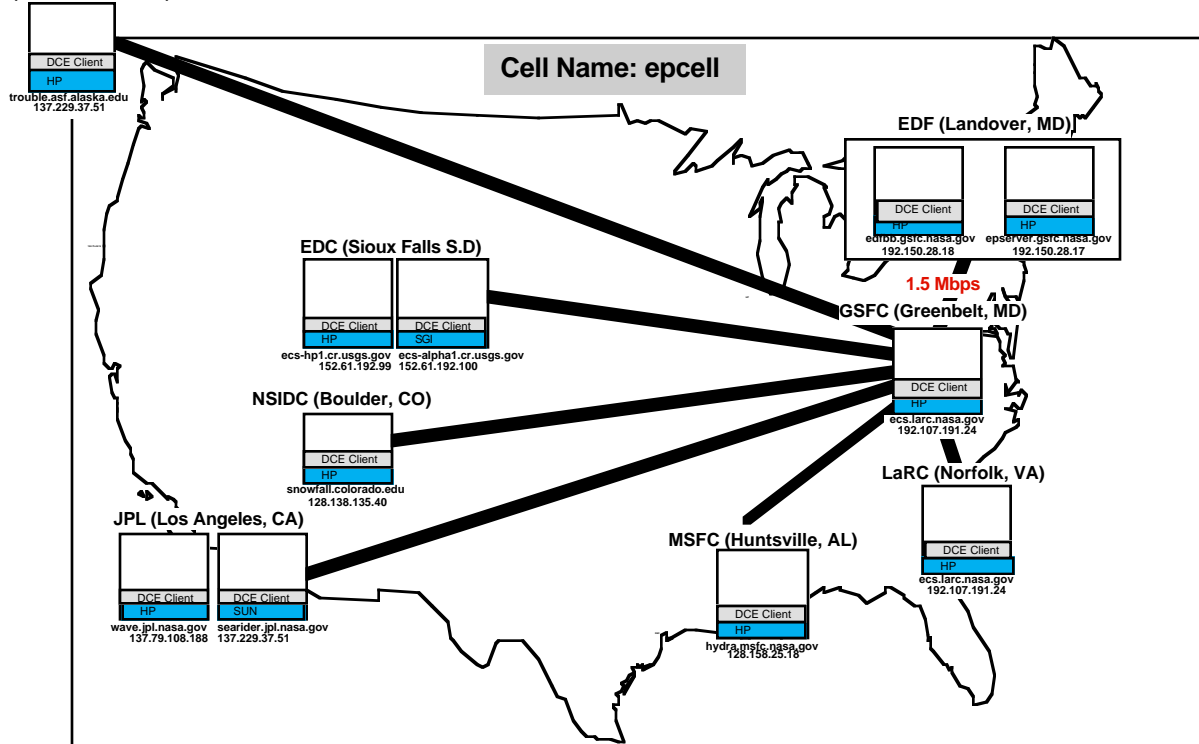 DCE Client
HP
trouble.asf.alaska.edu
137.229.37.51
Cell Name: epcell
EDF (Landover, MD)
DCE Client
HP
edfbb.gsfc.nasa.gov
192.150.28.18
DCE Client
HP
epserver.gsfc.nasa.gov
192.150.28.17
1.5 Mbps
EDC (Sioux Falls S.D)
DCE Client
HP
ecs-hp1.cr.usgs.gov
152.61.192.99
DCE Client
SGI
ecs-alpha1.cr.usgs.gov
152.61.192.100
GSFC (Greenbelt, MD)
DCE Client
HP
ecs.larc.nasa.gov
192.107.191.24
NSIDC (Boulder, CO)
DCE Client
HP
snowfall.colorado.edu
128.138.135.40
LaRC (Norfolk, VA)
DCE Client
HP
ecs.larc.nasa.gov
192.107.191.24
JPL (Los Angeles, CA)
DCE Client
HP
wave.jpl.nasa.gov
137.79.108.188
DCE Client
SUN
searider.jpl.nasa.gov
137.229.37.51
MSFC (Huntsville, AL)
DCE Client
HP
hydra.msfc.nasa.gov
128.158.25.18